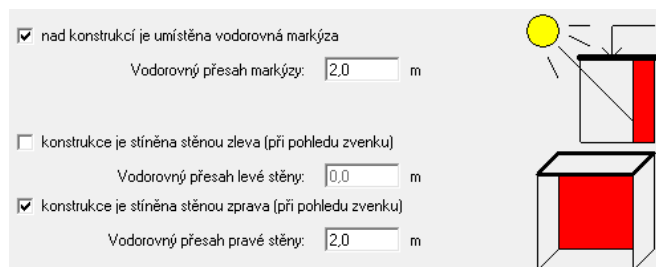 nad konstrukcí je umístěna vodorovná markýza
Vodorovný přesah markýzy: 2,0 m
konstrukce je stíněna stěnou zleva (při pohledu zvenku)
Vodorovný přesah levé stěny: 0,0 m
konstrukce je stíněna stěnou zprava (při pohledu zvenku)
Vodorovný přesah pravé stěny: 2,0 m